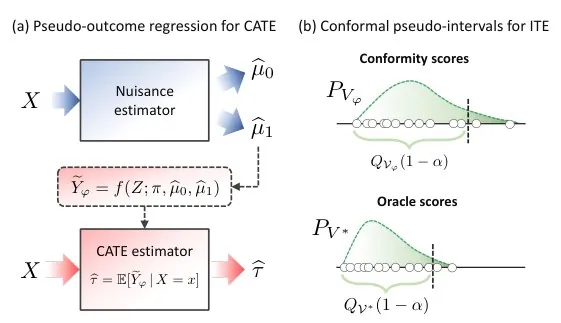 (a) Pseudo-outcome regression for CATE
X
Nuisance
estimator
μ̂₀
μ̂₁
Ỹ_φ = f(Z; π, μ̂₀, μ̂₁)
X
CATE estimator
τ̂ = 𝔼[Ỹ_φ | X = x]
τ̂
(b) Conformal pseudo-intervals for ITE
Conformity scores
P_{V_φ}
Q_{𝒱_φ}(1 − α)
Oracle scores
P_{V*}
Q_{𝒱*}(1 − α)